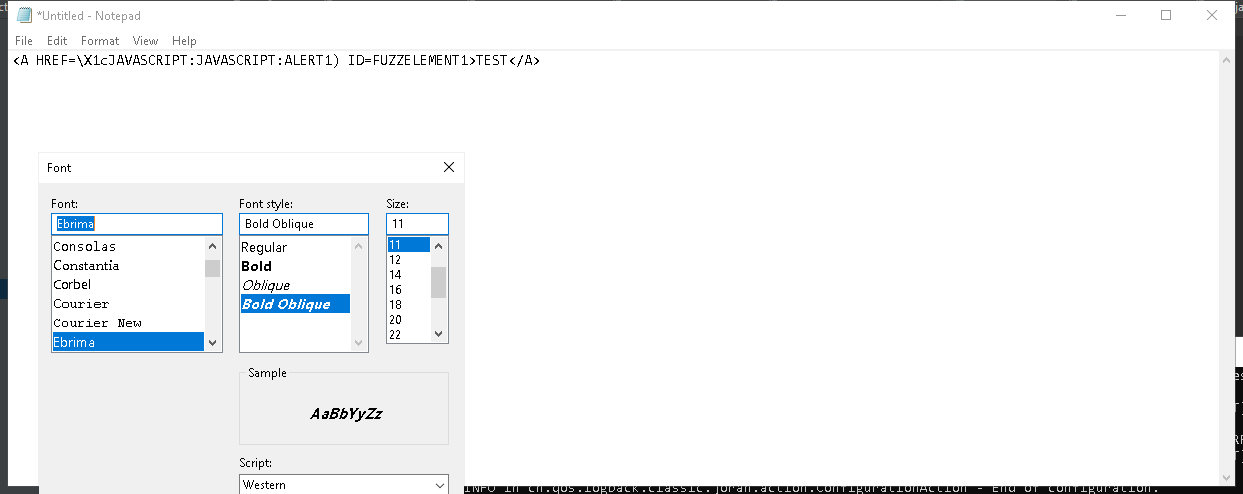 *Untitled - Notepad
File Edit Format View Help
<A HREF=\X1cJAVASCRIPT:JAVASCRIPT:ALERT1) ID=FUZZELEMENT1>TEST</A>
Font
Font: Font style: Size:
Ebrima Bold Oblique 11
Consolas Regular 11
Constantia Bold 12
Corbel Oblique 14
Courier Bold Oblique 16
Courier New 18
Ebrima 20
22
Sample
AaBbYyZz
Script:
Western
INFO in ch.qos.logback.classic.joran.action.ConfigurationAction - End of configuration.